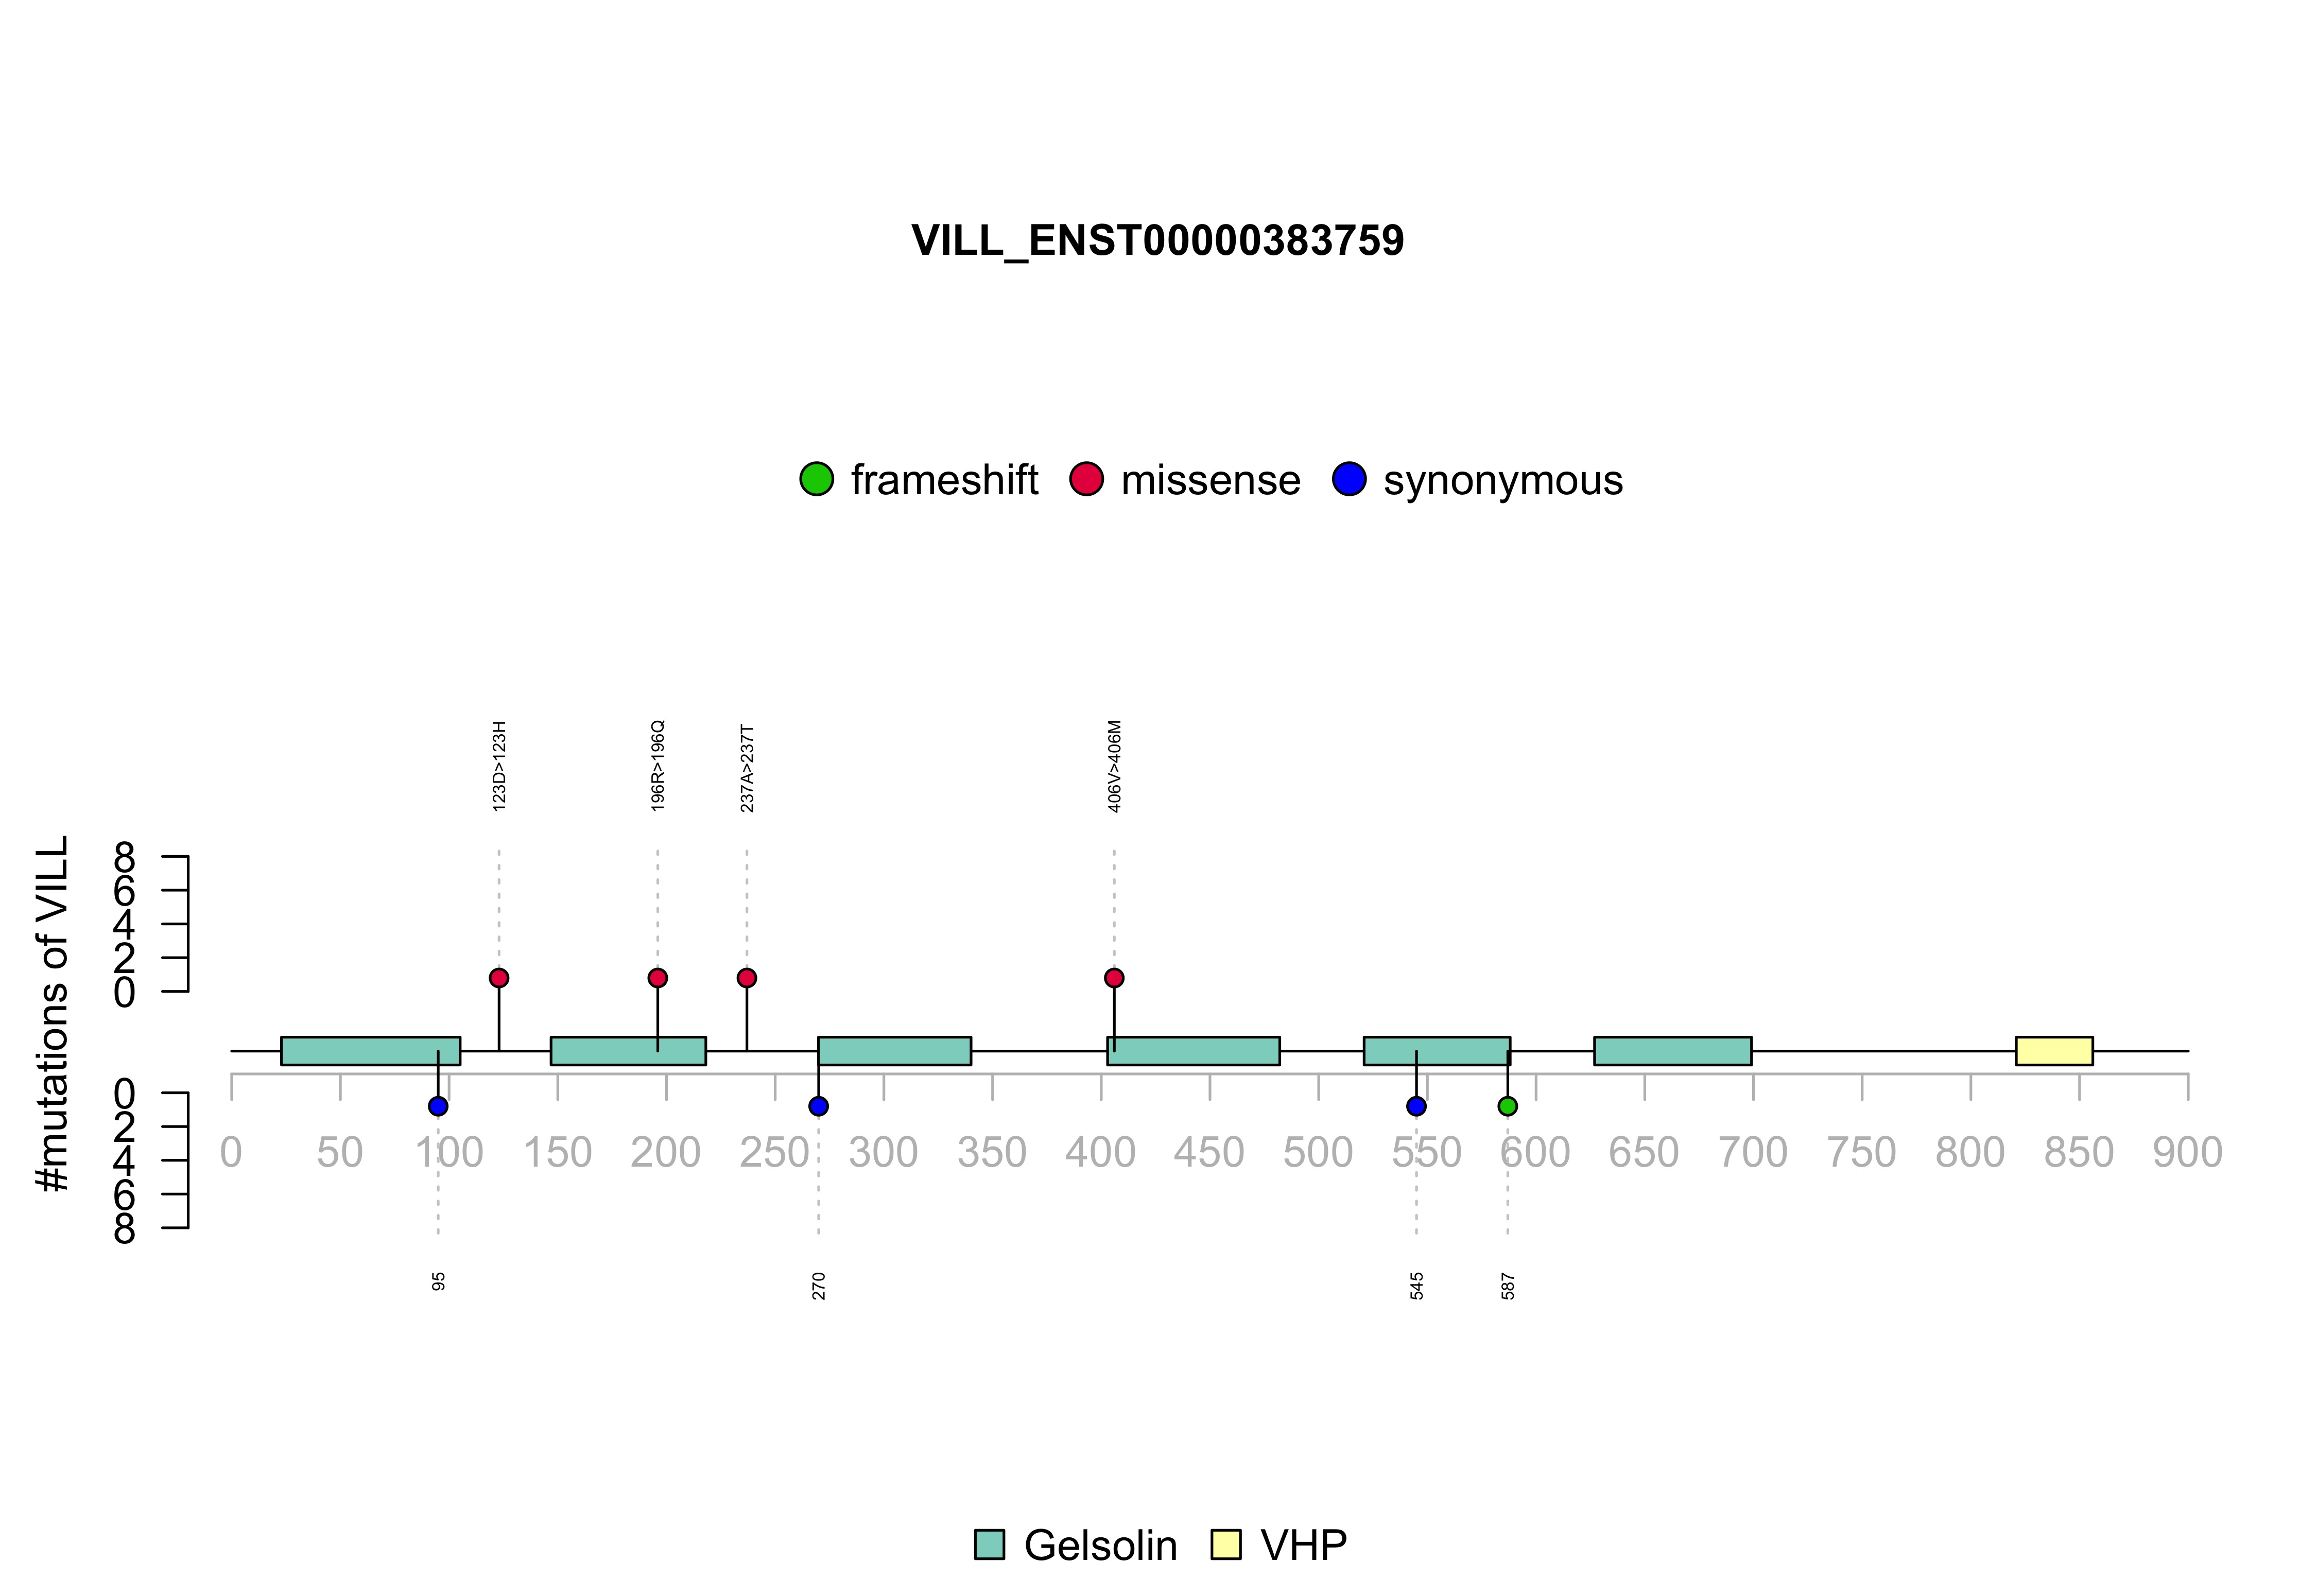 VILL_ENST00000383759
frameshift missense synonymous
123D>123H 196R>196Q 237A>237T 406V>406M
#mutations of VILL
8
6
4
2
0
0
2
4
6
8
0 50 100 150 200 250 300 350 400 450 500 550 600 650 700 750 800 850 900
95 270 545 587
Gelsolin VHP